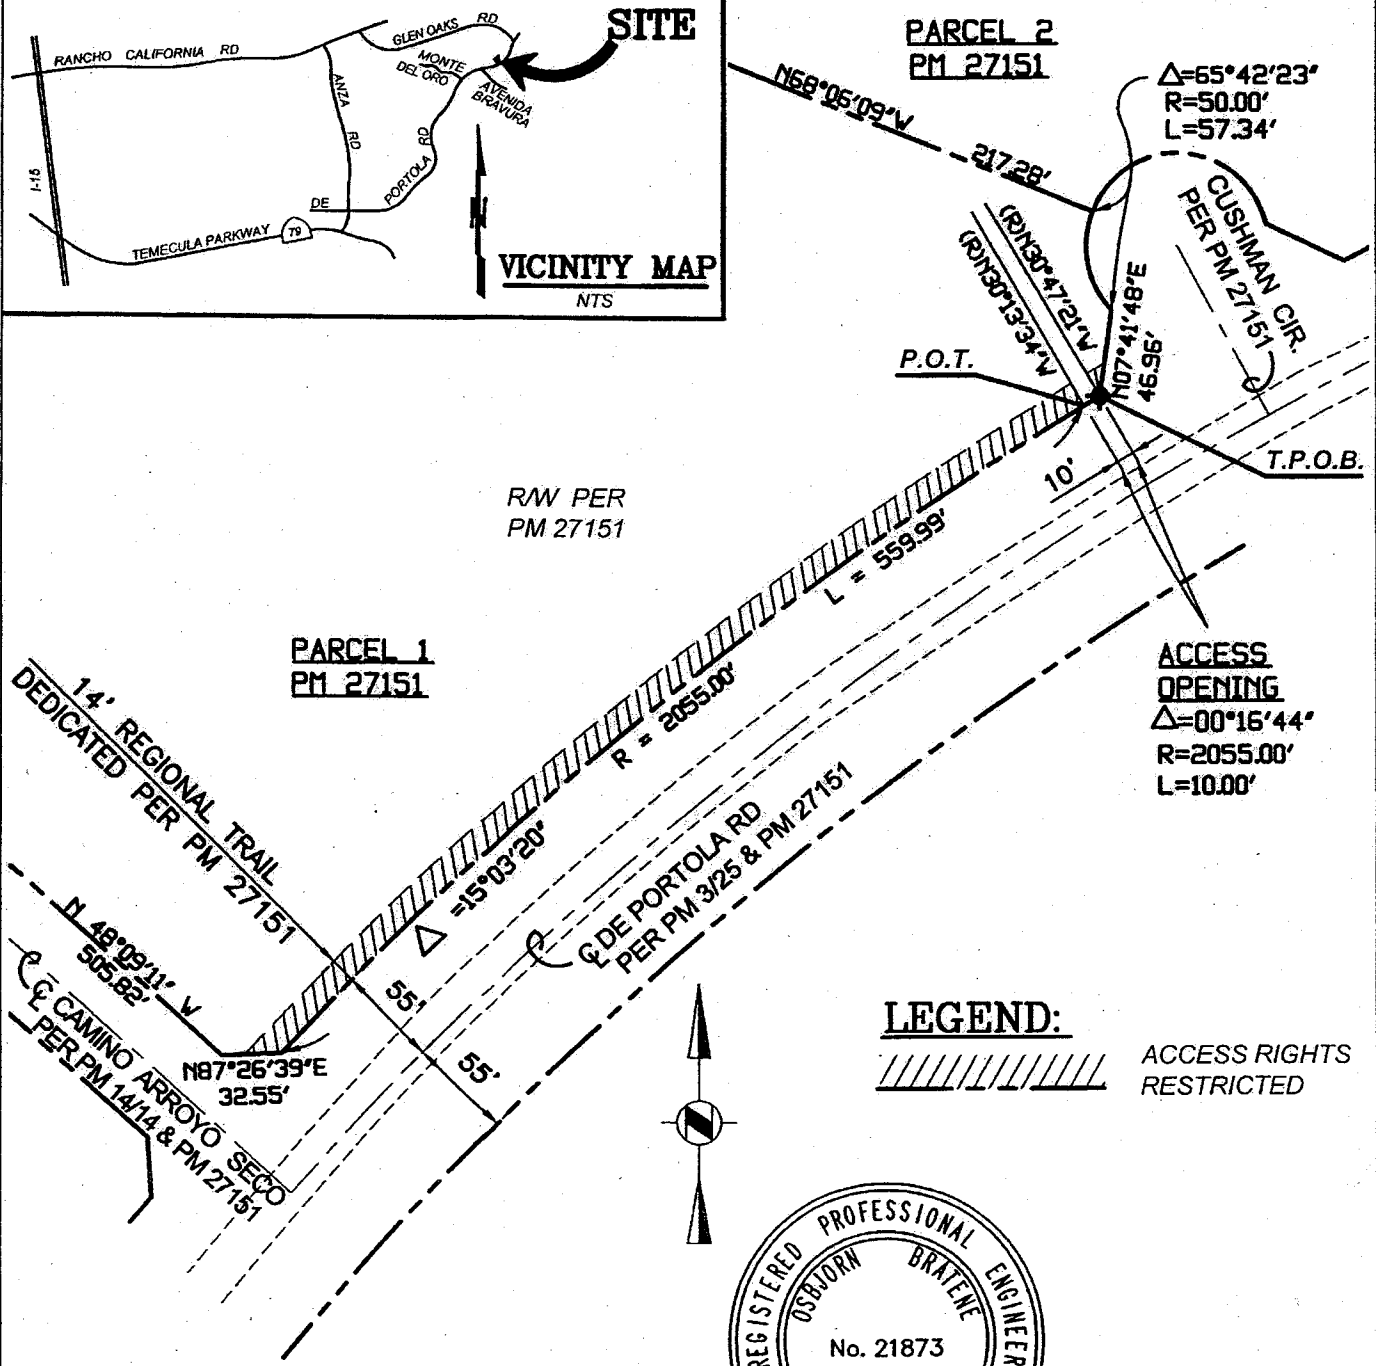 SITE
RANCHO CALIFORNIA RD
GLEN OAKS RD
MONTE
DEL ORO
AVENIDA
BRAVURA
ANZA RD
I-15
DE PORTOLA RD
TEMECULA PARKWAY 79
VICINITY MAP
NTS
PARCEL 2
PM 27151
Δ=65°42'23"
R=50.00'
L=57.34'
N68°06'09"W
217.28'
CUSHMAN CIR.
PER PM 27151
(R)N30°47'21"W
(R)N30°13'34"W
N07°41'48"E
46.96'
P.O.T.
T.P.O.B.
10'
R/W PER
PM 27151
L = 559.99'
R = 2055.00'
Δ =15°03'20"
PARCEL 1
PM 27151
ACCESS
OPENING
Δ=00°16'44"
R=2055.00'
L=10.00'
14' REGIONAL TRAIL
DEDICATED PER PM 27151
℄ DE PORTOLA RD
PER PM 3/25 & PM 27151
N 48°09'11" W
505.82'
℄ CAMINO ARROYO SECO
PER PM 14/14 & PM 27151
N87°26'39"E
32.55'
55'
55'
N
LEGEND:
ACCESS RIGHTS
RESTRICTED
REGISTERED PROFESSIONAL ENGINEER
OSBJORN BRATENE
No. 21873